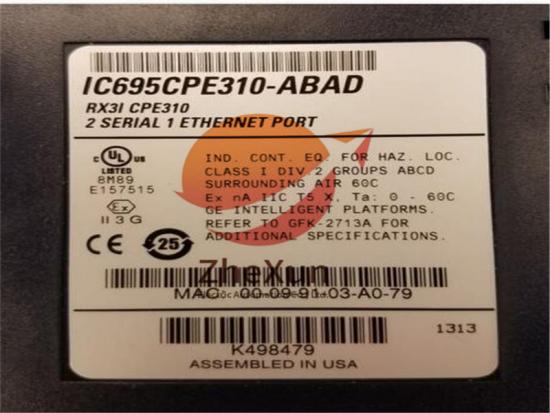 IC695CPE310-ABAD
RX3I CPE310
2 SERIAL 1 ETHERNET PORT
C UL US
LISTED
8M89
E157515
Ex
II 3 G
CE 25
IND. CONT. EQ. FOR HAZ. LOC.
CLASS I DIV.2 GROUPS ABCD
SURROUNDING AIR 60C
Ex nA IIC T5 X, Ta: 0 - 60C
GE INTELLIGENT PLATFORMS.
REFER TO GFK-2713A FOR
ADDITIONAL SPECIFICATIONS.
ZheXun
MAC 00-09-91-03-A0-79
1313
K498479
ASSEMBLED IN USA